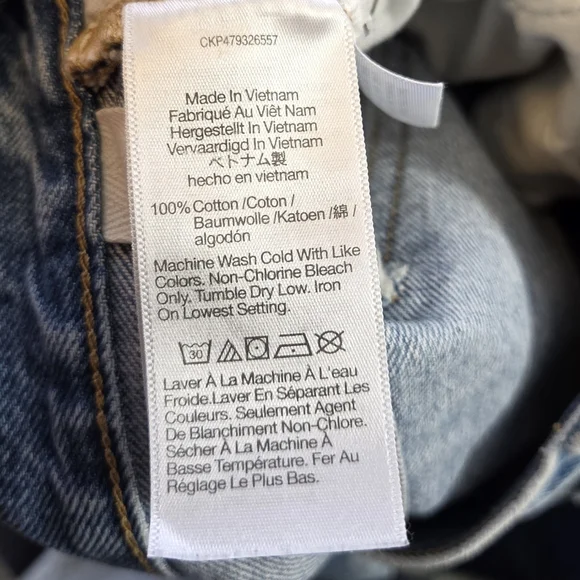 CKP479326557
Made In Vietnam
Fabriqué Au Viêt Nam
Hergestellt In Vietnam
Vervaardigd In Vietnam
ベトナム製
hecho en vietnam
100% Cotton /Coton /
Baumwolle /Katoen /綿 /
algodón
Machine Wash Cold With Like
Colors. Non-Chlorine Bleach
Only. Tumble Dry Low. Iron
On Lowest Setting.
30
Laver À La Machine À L'eau
Froide.Laver En Séparant Les
Couleurs. Seulement Agent
De Blanchiment Non-Chlore.
Sécher À La Machine À
Basse Température. Fer Au
Réglage Le Plus Bas.